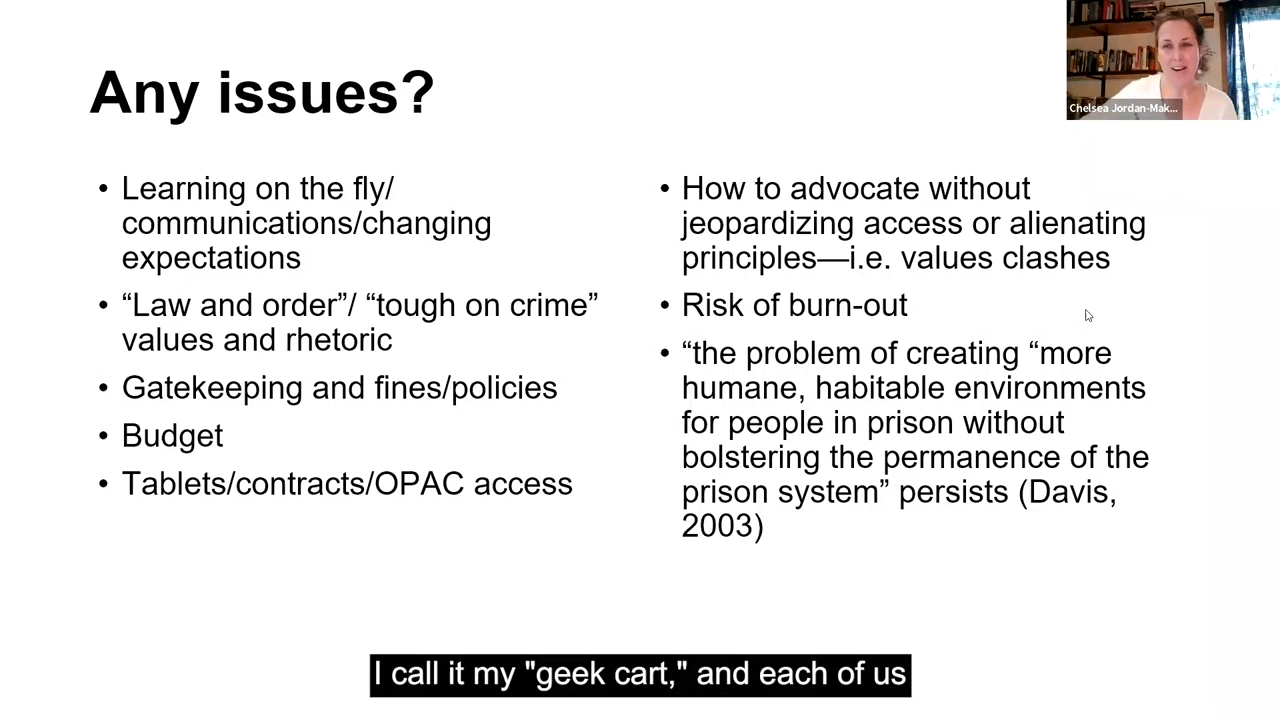 Any issues?
• Learning on the fly/
communications/changing
expectations
• “Law and order”/ “tough on crime”
values and rhetoric
• Gatekeeping and fines/policies
• Budget
• Tablets/contracts/OPAC access
• How to advocate without
jeopardizing access or alienating
principles—i.e. values clashes
• Risk of burn-out
• “the problem of creating “more
humane, habitable environments
for people in prison without
bolstering the permanence of the
prison system” persists (Davis,
2003)
Chelsea Jordan-Mak...
I call it my "geek cart," and each of us